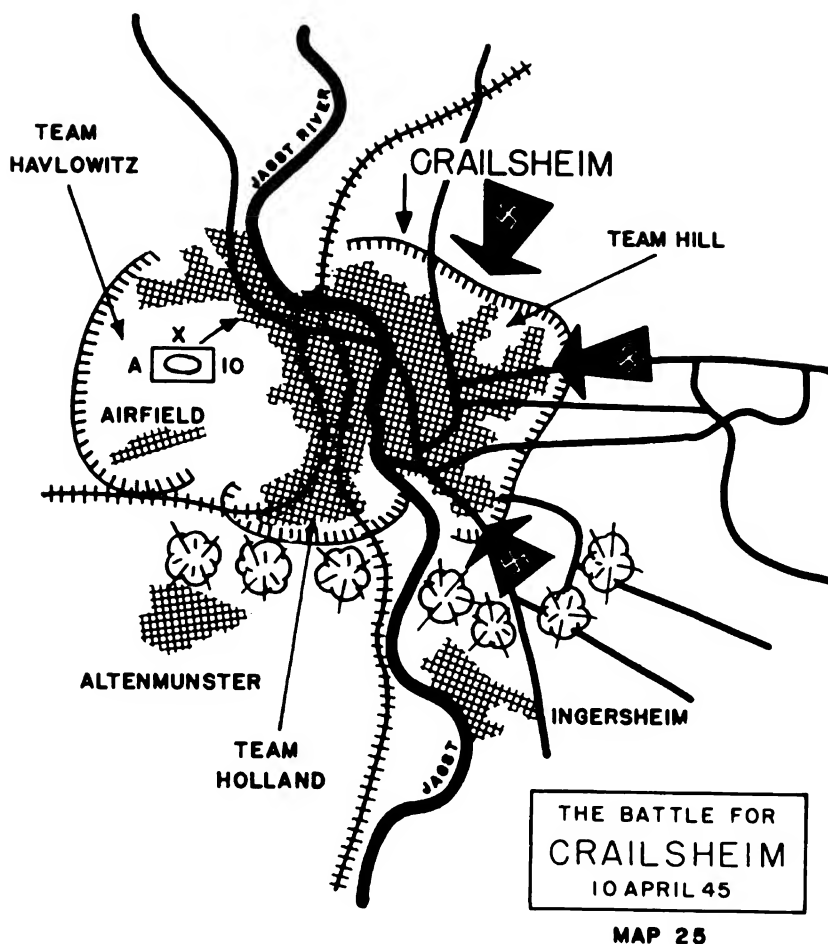 TEAM
HAVLOWITZ
JAGST RIVER
CRAILSHEIM
TEAM HILL
X
A 10
AIRFIELD
ALTENMUNSTER
INGERSHEIM
TEAM
HOLLAND
JAGST
THE BATTLE FOR
CRAILSHEIM
10 APRIL 45
MAP 25